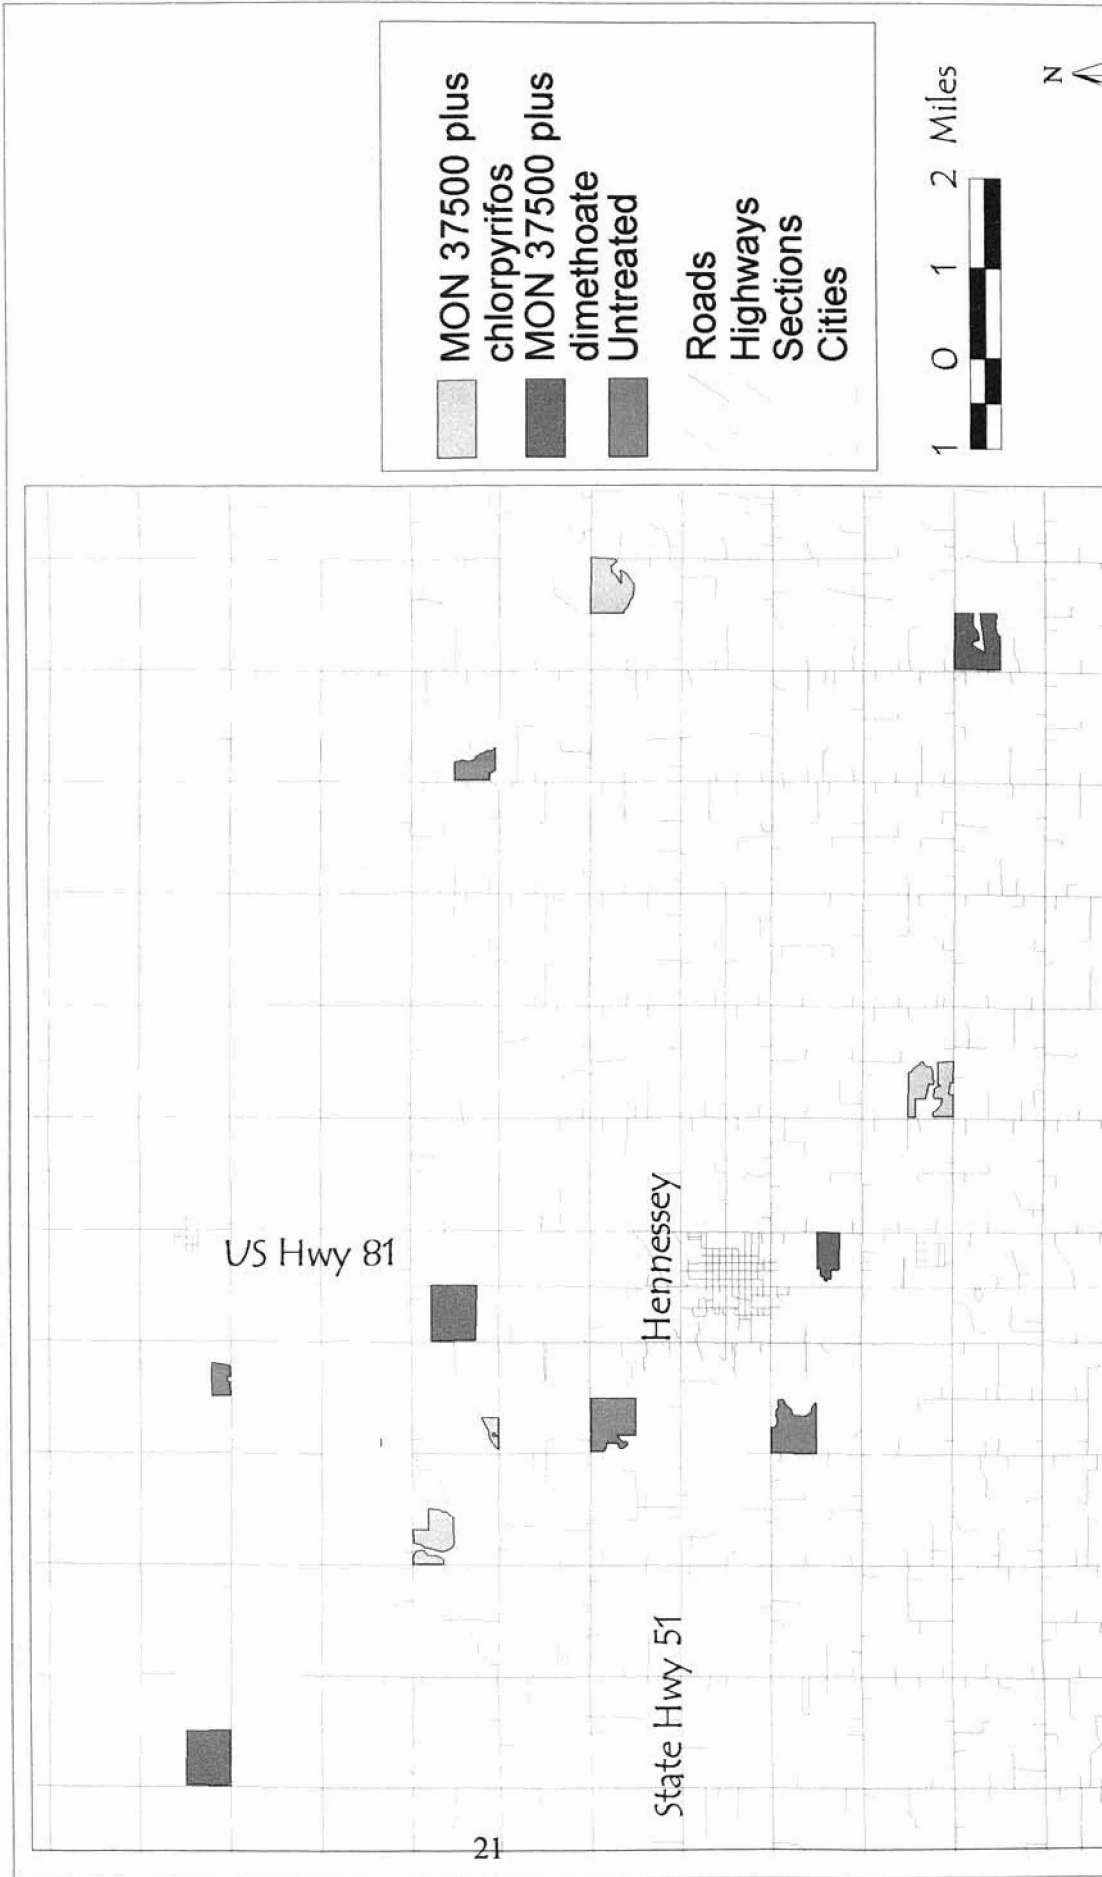 MON 37500 plus
chlorpyrifos
MON 37500 plus
dimethoate
Untreated
Roads
Highways
Sections
Cities
1 0 1 2 Miles
N
US Hwy 81
Hennessey
State Hwy 51
21